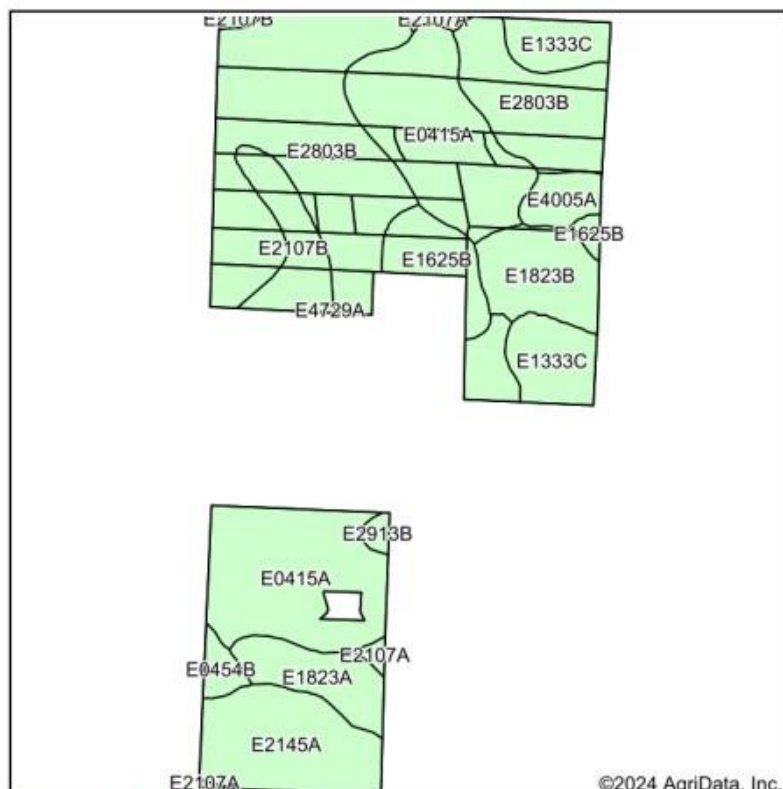 E2107B
E2107A
E1333C
E2803B
E0415A
E2803B
E4005A
E1625B
E2107B
E1625B
E1823B
E4729A
E1333C
E2913B
E0415A
E2107A
E0454B
E1823A
E2145A
E2107A
©2024 AgriData, Inc.